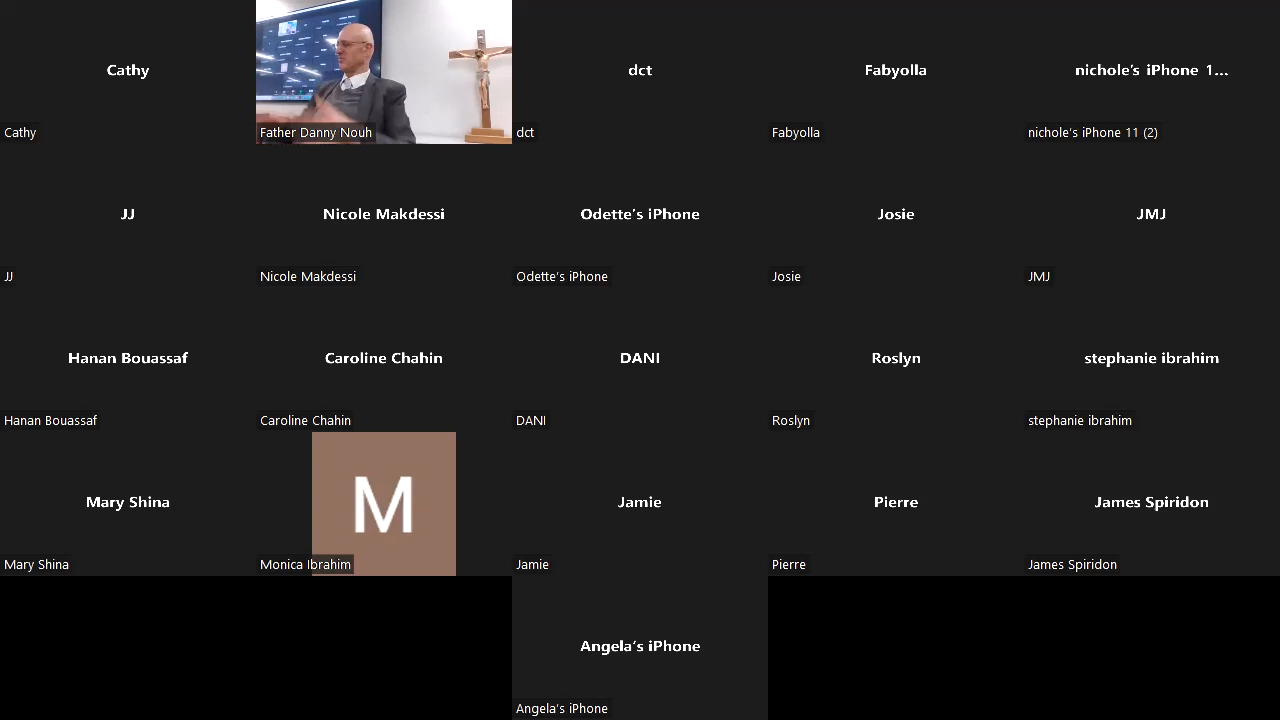 Cathy
Cathy
Father Danny Nouh
dct
dct
Fabyolla
Fabyolla
nichole's iPhone 1...
nichole's iPhone 11 (2)
JJ
JJ
Nicole Makdessi
Nicole Makdessi
Odette's iPhone
Odette's iPhone
Josie
Josie
JMJ
JMJ
Hanan Bouassaf
Hanan Bouassaf
Caroline Chahin
Caroline Chahin
DANI
DANI
Roslyn
Roslyn
stephanie ibrahim
stephanie ibrahim
Mary Shina
Mary Shina
M
Monica Ibrahim
Jamie
Jamie
Pierre
Pierre
James Spiridon
James Spiridon
Angela's iPhone
Angela's iPhone